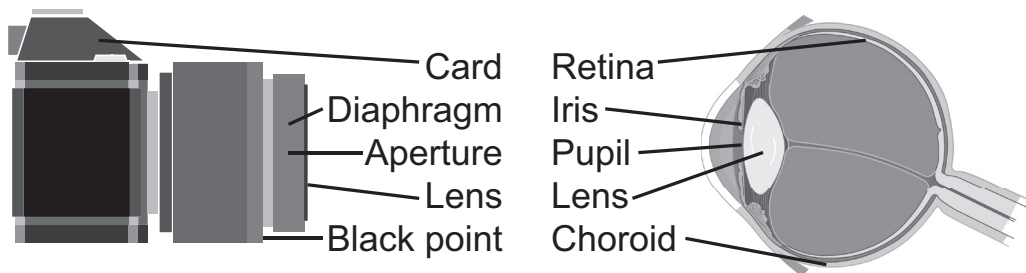 Card
Diaphragm
Aperture
Lens
Black point
Retina
Iris
Pupil
Lens
Choroid